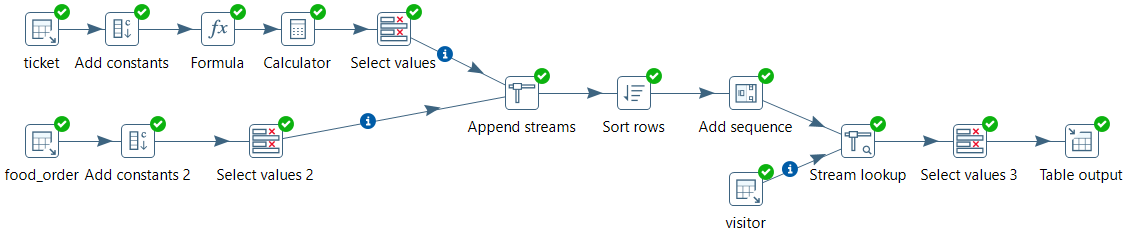 ticket
Add constants
Formula
Calculator
Select values
Append streams
Sort rows
Add sequence
food_order
Add constants 2
Select values 2
Stream lookup
Select values 3
Table output
visitor